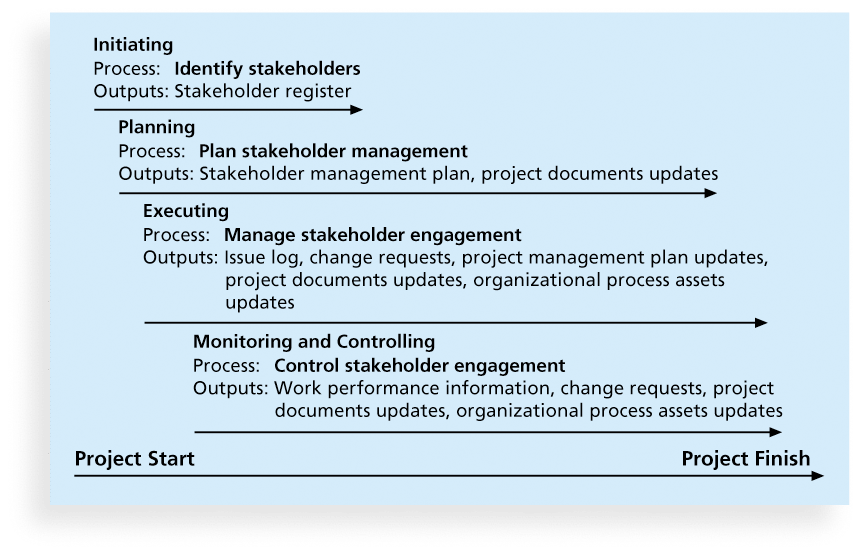 Initiating
Process: Identify stakeholders
Outputs: Stakeholder register
Planning
Process: Plan stakeholder management
Outputs: Stakeholder management plan, project documents updates
Executing
Process: Manage stakeholder engagement
Outputs: Issue log, change requests, project management plan updates,
project documents updates, organizational process assets
updates
Monitoring and Controlling
Process: Control stakeholder engagement
Outputs: Work performance information, change requests, project
documents updates, organizational process assets updates
Project Start Project Finish